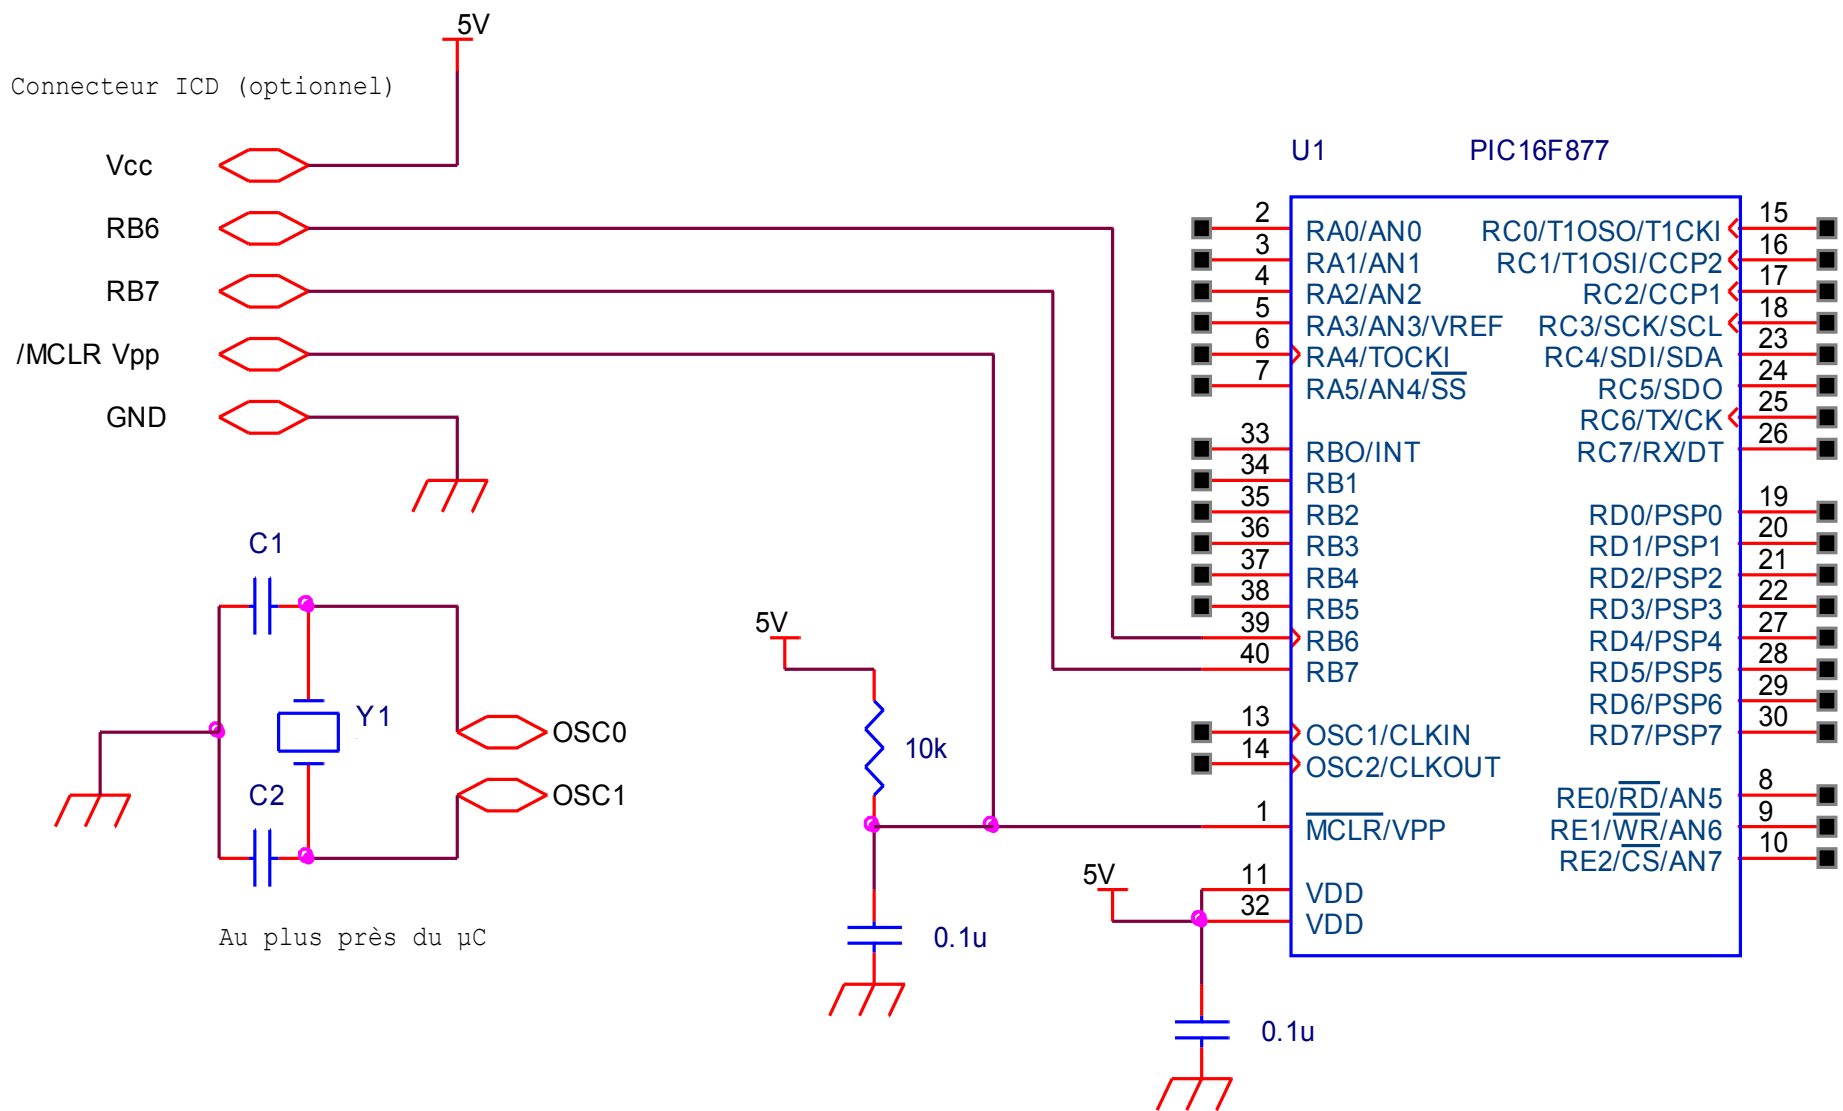 5V
Connecteur ICD (optionnel)
Vcc
RB6
RB7
/MCLR Vpp
GND
C1
Y1
OSC0
C2
OSC1
Au plus près du µC
5V
10k
0.1u
5V
0.1u
U1 PIC16F877
2 RA0/AN0
3 RA1/AN1
4 RA2/AN2
5 RA3/AN3/VREF
6 RA4/TOCKI
7 RA5/AN4/SS
33 RBO/INT
34 RB1
35 RB2
36 RB3
37 RB4
38 RB5
39 RB6
40 RB7
13 OSC1/CLKIN
14 OSC2/CLKOUT
1 MCLR/VPP
11 VDD
32 VDD
RC0/T1OSO/T1CKI 15
RC1/T1OSI/CCP2 16
RC2/CCP1 17
RC3/SCK/SCL 18
RC4/SDI/SDA 23
RC5/SDO 24
RC6/TX/CK 25
RC7/RX/DT 26
RD0/PSP0 19
RD1/PSP1 20
RD2/PSP2 21
RD3/PSP3 22
RD4/PSP4 27
RD5/PSP5 28
RD6/PSP6 29
RD7/PSP7 30
RE0/RD/AN5 8
RE1/WR/AN6 9
RE2/CS/AN7 10